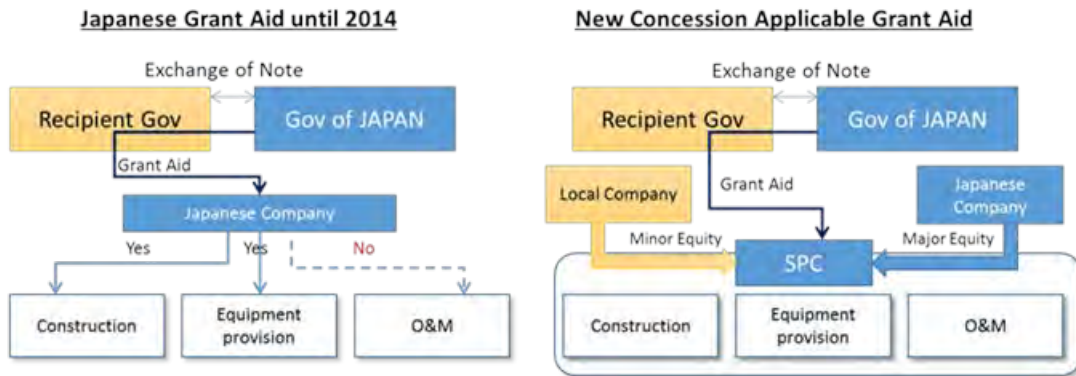 Japanese Grant Aid until 2014
Exchange of Note
Recipient Gov
Gov of JAPAN
Grant Aid
Japanese Company
Yes
Yes
No
Construction
Equipment
provision
O&M
New Concession Applicable Grant Aid
Exchange of Note
Recipient Gov
Gov of JAPAN
Grant Aid
Local Company
Japanese
Company
Minor Equity
Major Equity
SPC
Construction
Equipment
provision
O&M